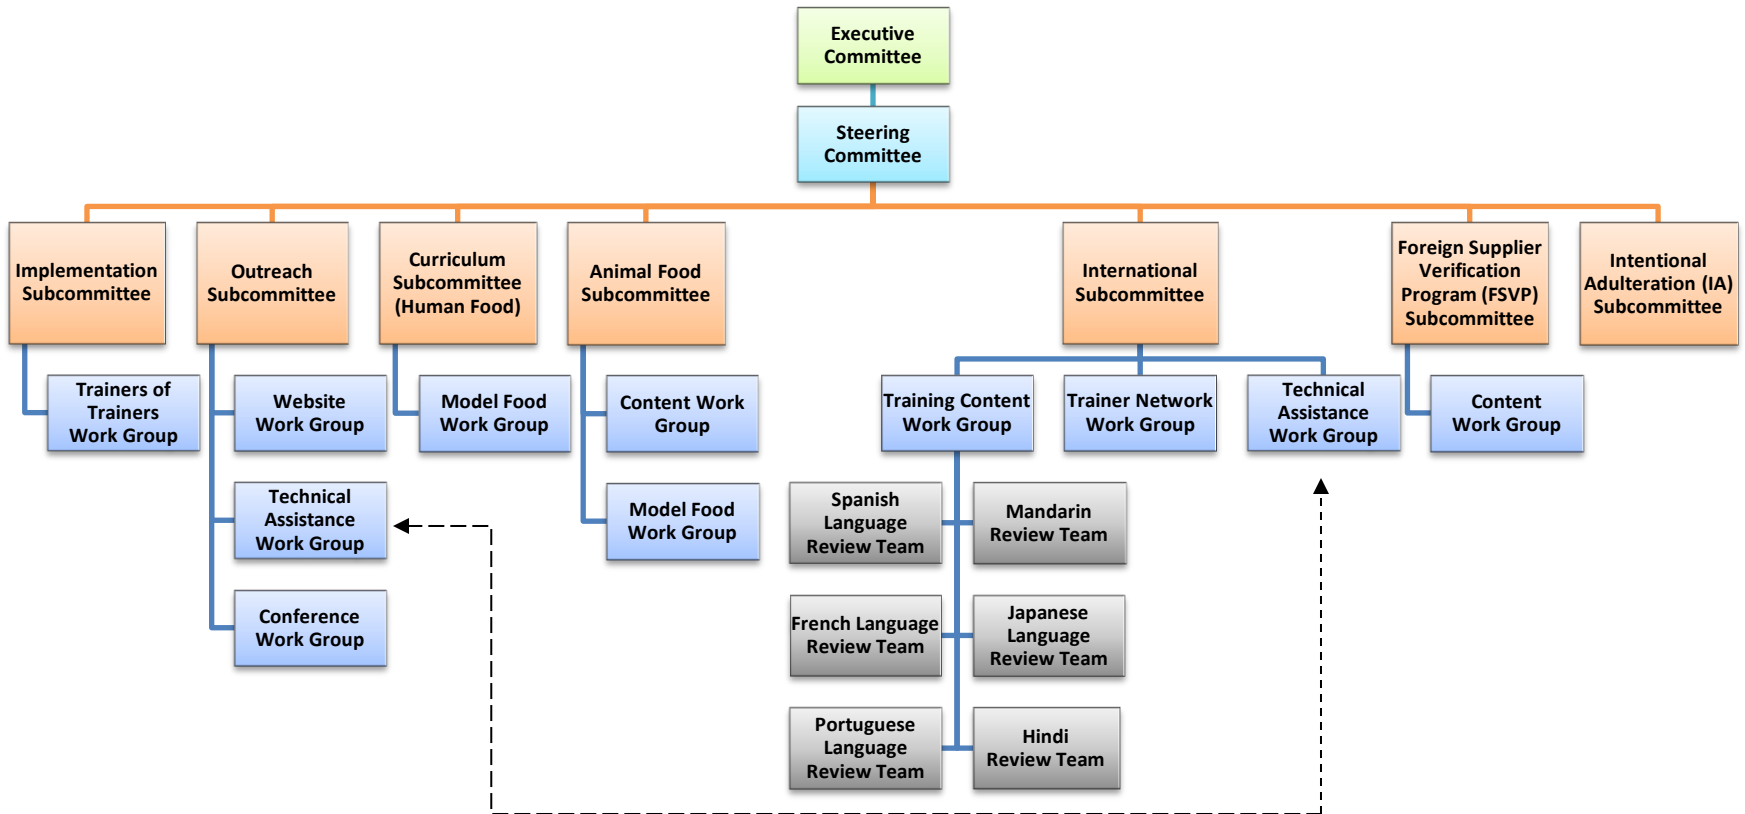 Executive
Committee
Steering
Committee
Implementation
Subcommittee
Outreach
Subcommittee
Curriculum
Subcommittee
(Human Food)
Animal Food
Subcommittee
International
Subcommittee
Foreign Supplier
Verification
Program (FSVP)
Subcommittee
Intentional
Adulteration (IA)
Subcommittee
Trainers of
Trainers
Work Group
Website
Work Group
Model Food
Work Group
Content Work
Group
Training Content
Work Group
Trainer Network
Work Group
Technical
Assistance
Work Group
Content
Work Group
Technical
Assistance
Work Group
Model Food
Work Group
Spanish
Language
Review Team
Mandarin
Review Team
Conference
Work Group
French Language
Review Team
Japanese
Language
Review Team
Portuguese
Language
Review Team
Hindi
Review Team